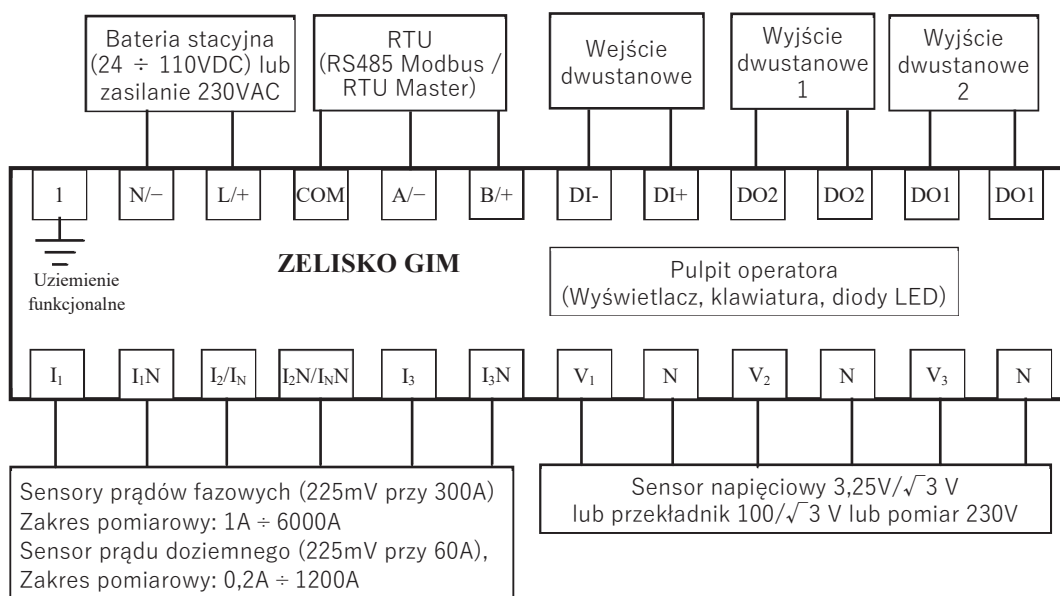 Bateria stacyjna
(24 ÷ 110VDC) lub
zasilanie 230VAC
RTU
(RS485 Modbus /
RTU Master)
Wejście
dwustanowe
Wyjście
dwustanowe
1
Wyjście
dwustanowe
2
1 N/− L/+ COM A/− B/+ DI- DI+ DO2 DO2 DO1 DO1
Uziemienie
funkcjonalne
ZELISKO GIM
Pulpit operatora
(Wyświetlacz, klawiatura, diody LED)
I₁ I₁N I₂/I_N I₂N/I_NN I₃ I₃N V₁ N V₂ N V₃ N
Sensory prądów fazowych (225mV przy 300A)
Zakres pomiarowy: 1A ÷ 6000A
Sensor prądu doziemnego (225mV przy 60A),
Zakres pomiarowy: 0,2A ÷ 1200A
Sensor napięciowy 3,25V/√3 V
lub przekładnik 100/√3 V lub pomiar 230V